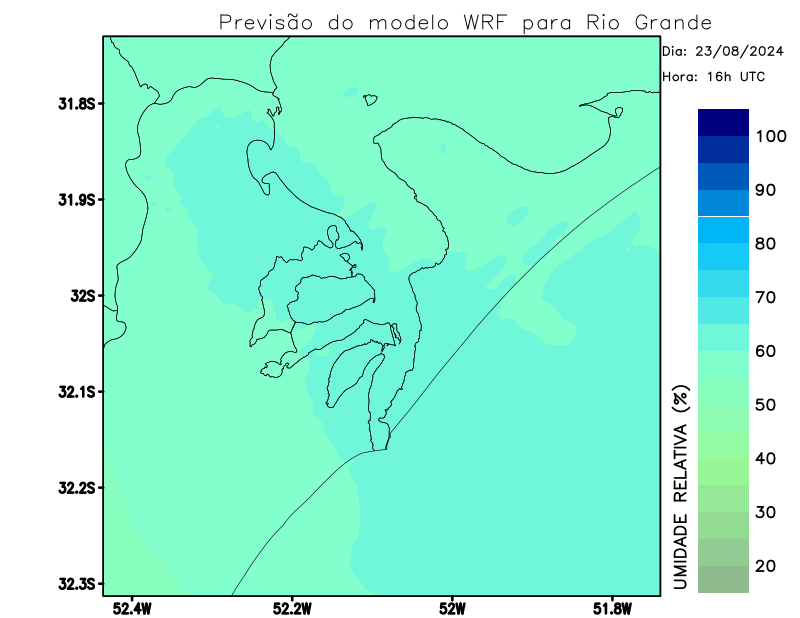 Previsão do modelo WRF para Rio Grande
Dia: 23/08/2024
Hora: 16h UTC
31.8S
31.9S
32S
32.1S
32.2S
32.3S
52.4W
52.2W
52W
51.8W
100
90
80
70
60
50
40
30
20
UMIDADE RELATIVA (%)